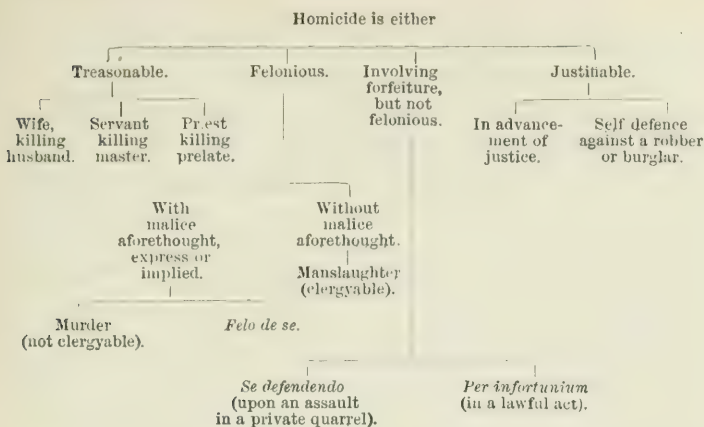 Homicide is either
Treasonable.
Felonious.
Involving
forfeiture,
but not
felonious.
Justifiable.
Wife,
killing
husband.
Servant
killing
master.
Priest
killing
prelate.
In advance-
ment of
justice.
Self defence
against a robber
or burglar.
With
malice
aforethought,
express or
implied.
Without
malice
aforethought.
Manslaughter
(clergyable).
Murder
(not clergyable).
Felo de se.
Se defendendo
(upon an assault
in a private quarrel).
Per infortunium
(in a lawful act).